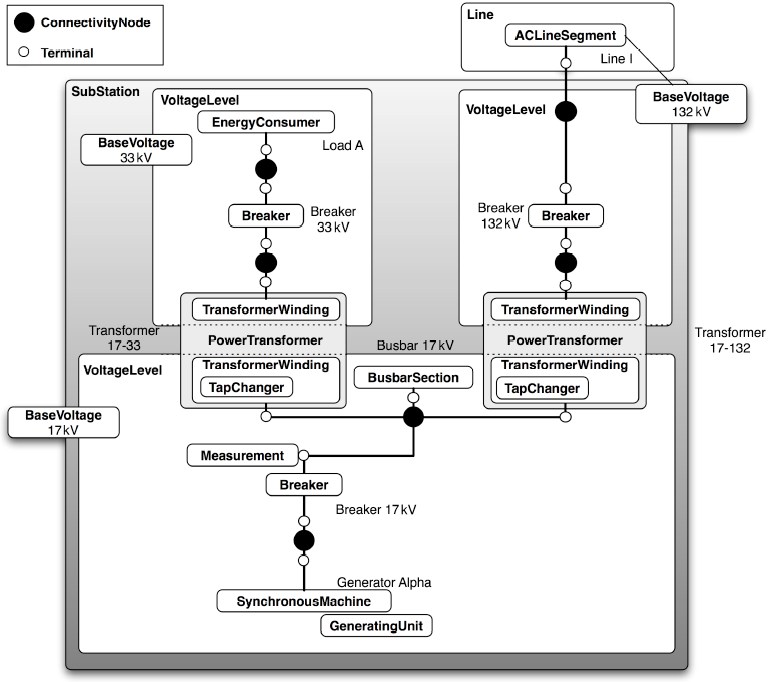 ConnectivityNode
Terminal
Line
ACLineSegment
Line I
SubStation
BaseVoltage
132 kV
VoltageLevel
EnergyConsumer
Load A
BaseVoltage
33 kV
VoltageLevel
Breaker
Breaker
33 kV
Breaker
132 kV
Breaker
TransformerWinding
TransformerWinding
Transformer
17-33
PowerTransformer
Busbar 17 kV
PowerTransformer
Transformer
17-132
VoltageLevel
TransformerWinding
TapChanger
BusbarSection
TransformerWinding
TapChanger
BaseVoltage
17 kV
Measurement
Breaker
Breaker 17 kV
Generator Alpha
SynchronousMachine
GeneratingUnit